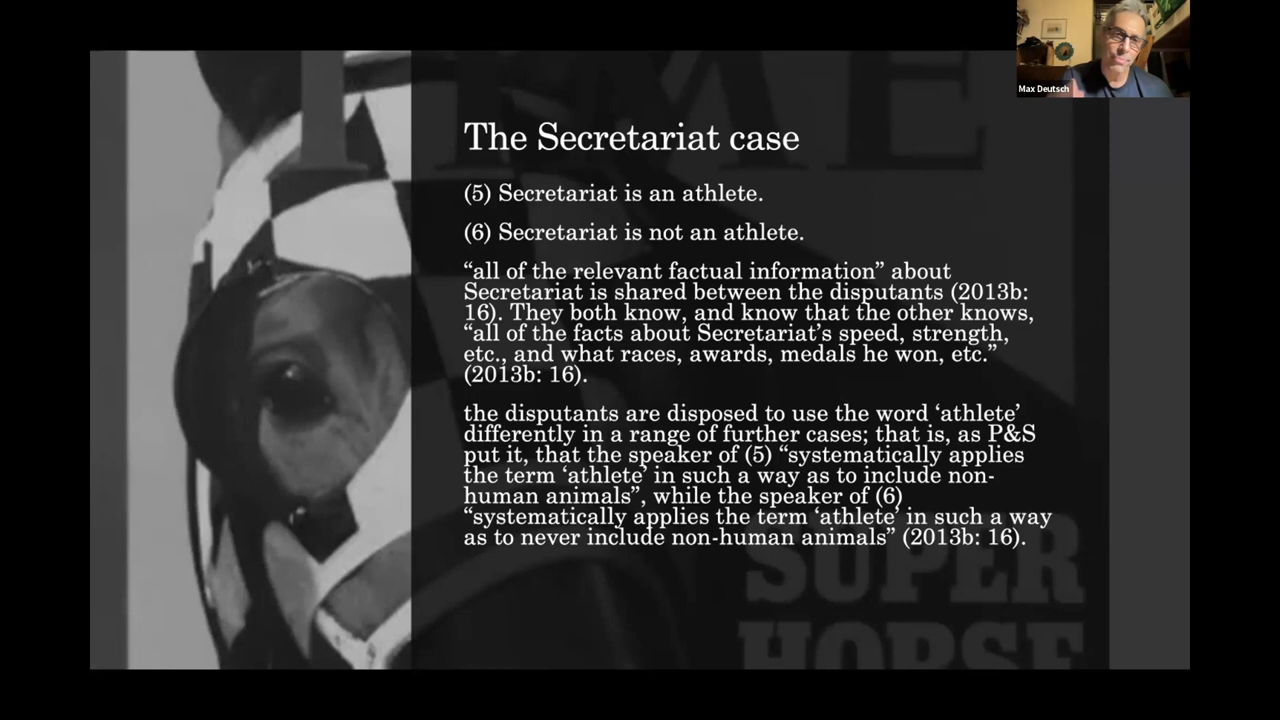 Max Deutsch
TIME
The Secretariat case
(5) Secretariat is an athlete.
(6) Secretariat is not an athlete.
“all of the relevant factual information” about
Secretariat is shared between the disputants (2013b:
16). They both know, and know that the other knows,
“all of the facts about Secretariat’s speed, strength,
etc., and what races, awards, medals he won, etc.”
(2013b: 16).
the disputants are disposed to use the word ‘athlete’
differently in a range of further cases; that is, as P&S
put it, that the speaker of (5) “systematically applies
the term ‘athlete’ in such a way as to include non-
human animals”, while the speaker of (6)
“systematically applies the term ‘athlete’ in such a way
as to never include non-human animals” (2013b: 16).
SUPER
HORSE